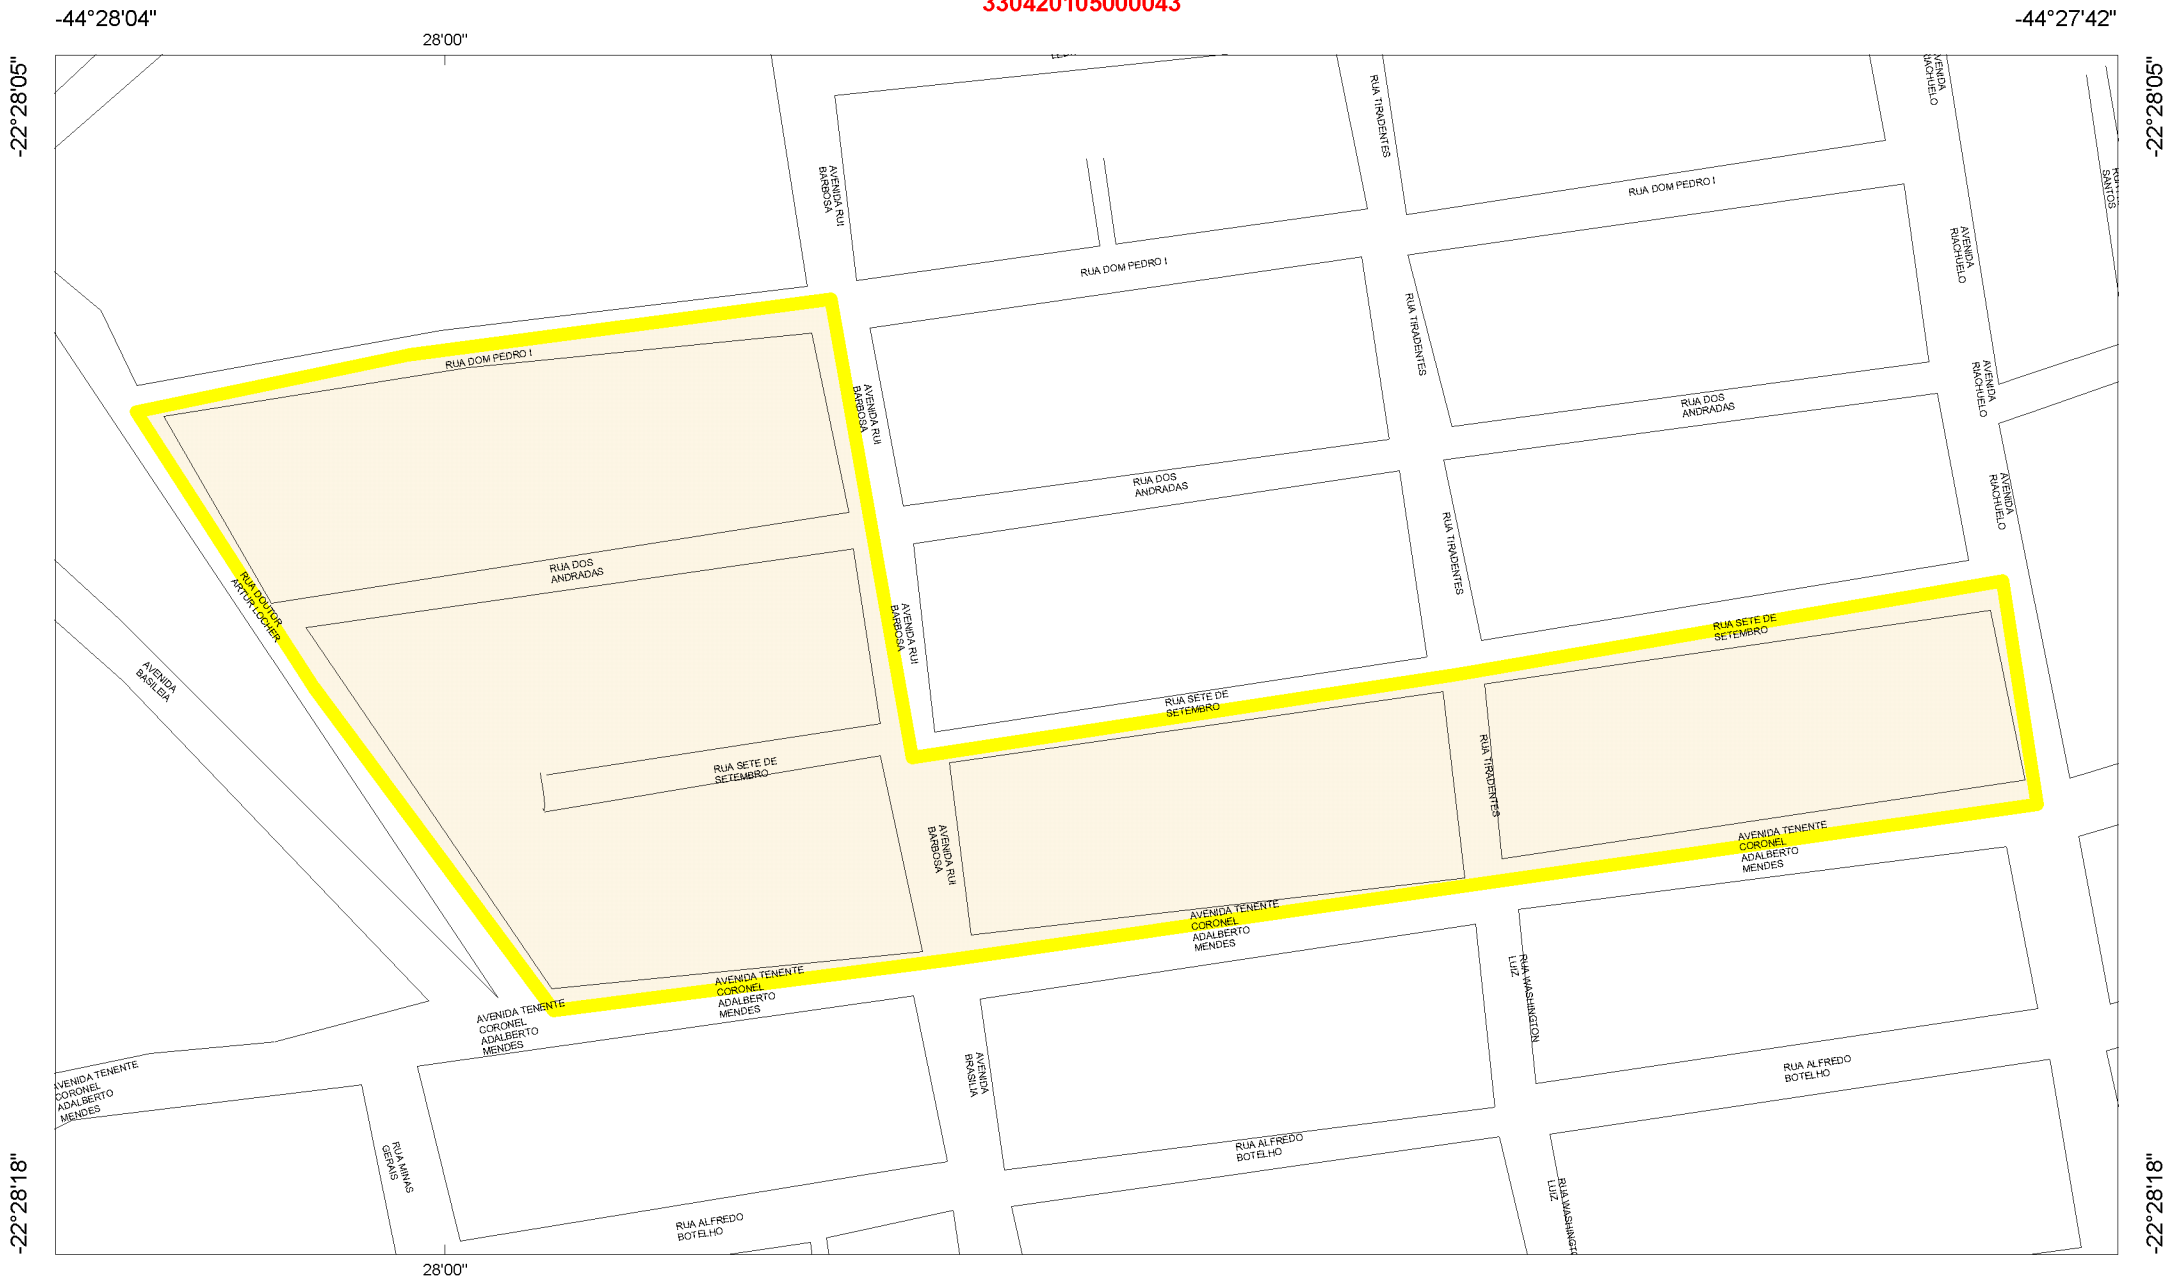 330420105000043
-44°28'04"
-44°27'42"
28'00"
-22°28'05"
-22°28'05"
RUA TIRADENTES
AVENIDA
RIACHUELO
AVENIDA RUI
BARBOSA
RUA DOM PEDRO I
SANTOS
RUA DOM PEDRO I
AVENIDA
RIACHUELO
RUA TIRADENTES
RUA DOM PEDRO I
AVENIDA RUI
BARBOSA
AVENIDA
RIACHUELO
RUA DOS
ANDRADAS
RUA DOS
ANDRADAS
AVENIDA
RIACHUELO
RUA TIRADENTES
RUA DOS
ANDRADAS
RUA DOUTOR
ARTUR LOCHER
AVENIDA RUI
BARBOSA
RUA SETE DE
SETEMBRO
AVENIDA
BASILEIA
RUA SETE DE
SETEMBRO
RUA SETE DE
SETEMBRO
RUA TIRADENTES
AVENIDA RUI
BARBOSA
AVENIDA TENENTE
CORONEL
ADALBERTO
MENDES
AVENIDA TENENTE
CORONEL
ADALBERTO
MENDES
AVENIDA TENENTE
CORONEL
ADALBERTO
MENDES
RUA WASHINGTON
LUIZ
AVENIDA TENENTE
CORONEL
ADALBERTO
MENDES
AVENIDA
BRASILIA
RUA ALFREDO
BOTELHO
AVENIDA TENENTE
CORONEL
ADALBERTO
MENDES
RUA MINAS
GERAIS
RUA ALFREDO
BOTELHO
RUA WASHINGTO
LUIZ
RUA ALFREDO
BOTELHO
-22°28'18"
-22°28'18"
28'00"